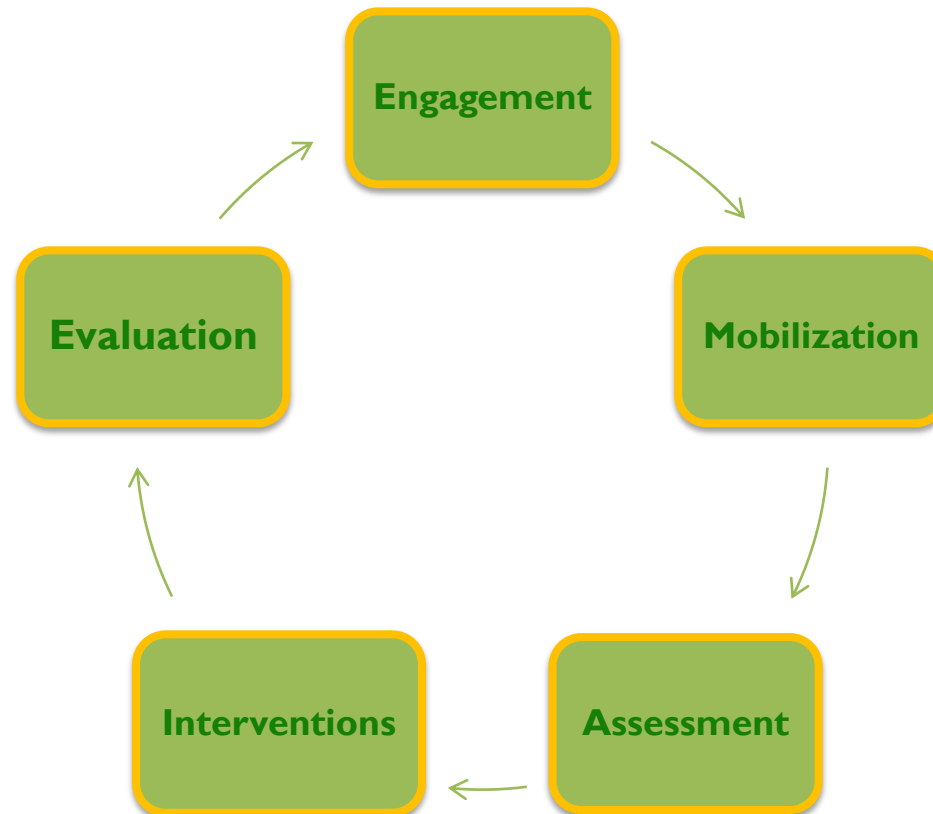 Engagement
Mobilization
Assessment
Interventions
Evaluation